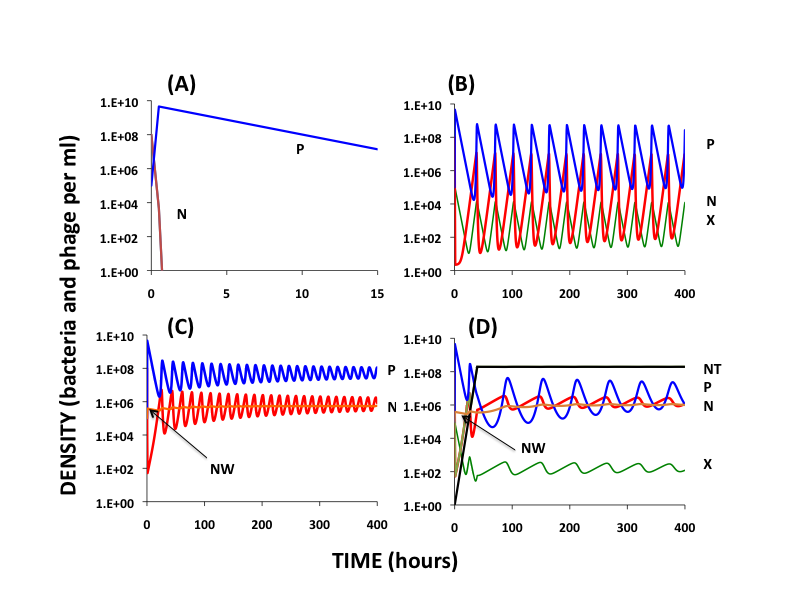 (A)
1.E+10
1.E+08
1.E+06
1.E+04
1.E+02
1.E+00
P
N
0
5
10
15
(B)
1.E+10
1.E+08
1.E+06
1.E+04
1.E+02
1.E+00
P
N
X
0
100
200
300
400
DENSITY (bacteria and phage per ml)
(C)
1.E+10
1.E+08
1.E+06
1.E+04
1.E+02
1.E+00
P
N
NW
0
100
200
300
400
(D)
1.E+10
1.E+08
1.E+06
1.E+04
1.E+02
1.E+00
NT
P
N
NW
X
0
100
200
300
400
TIME (hours)